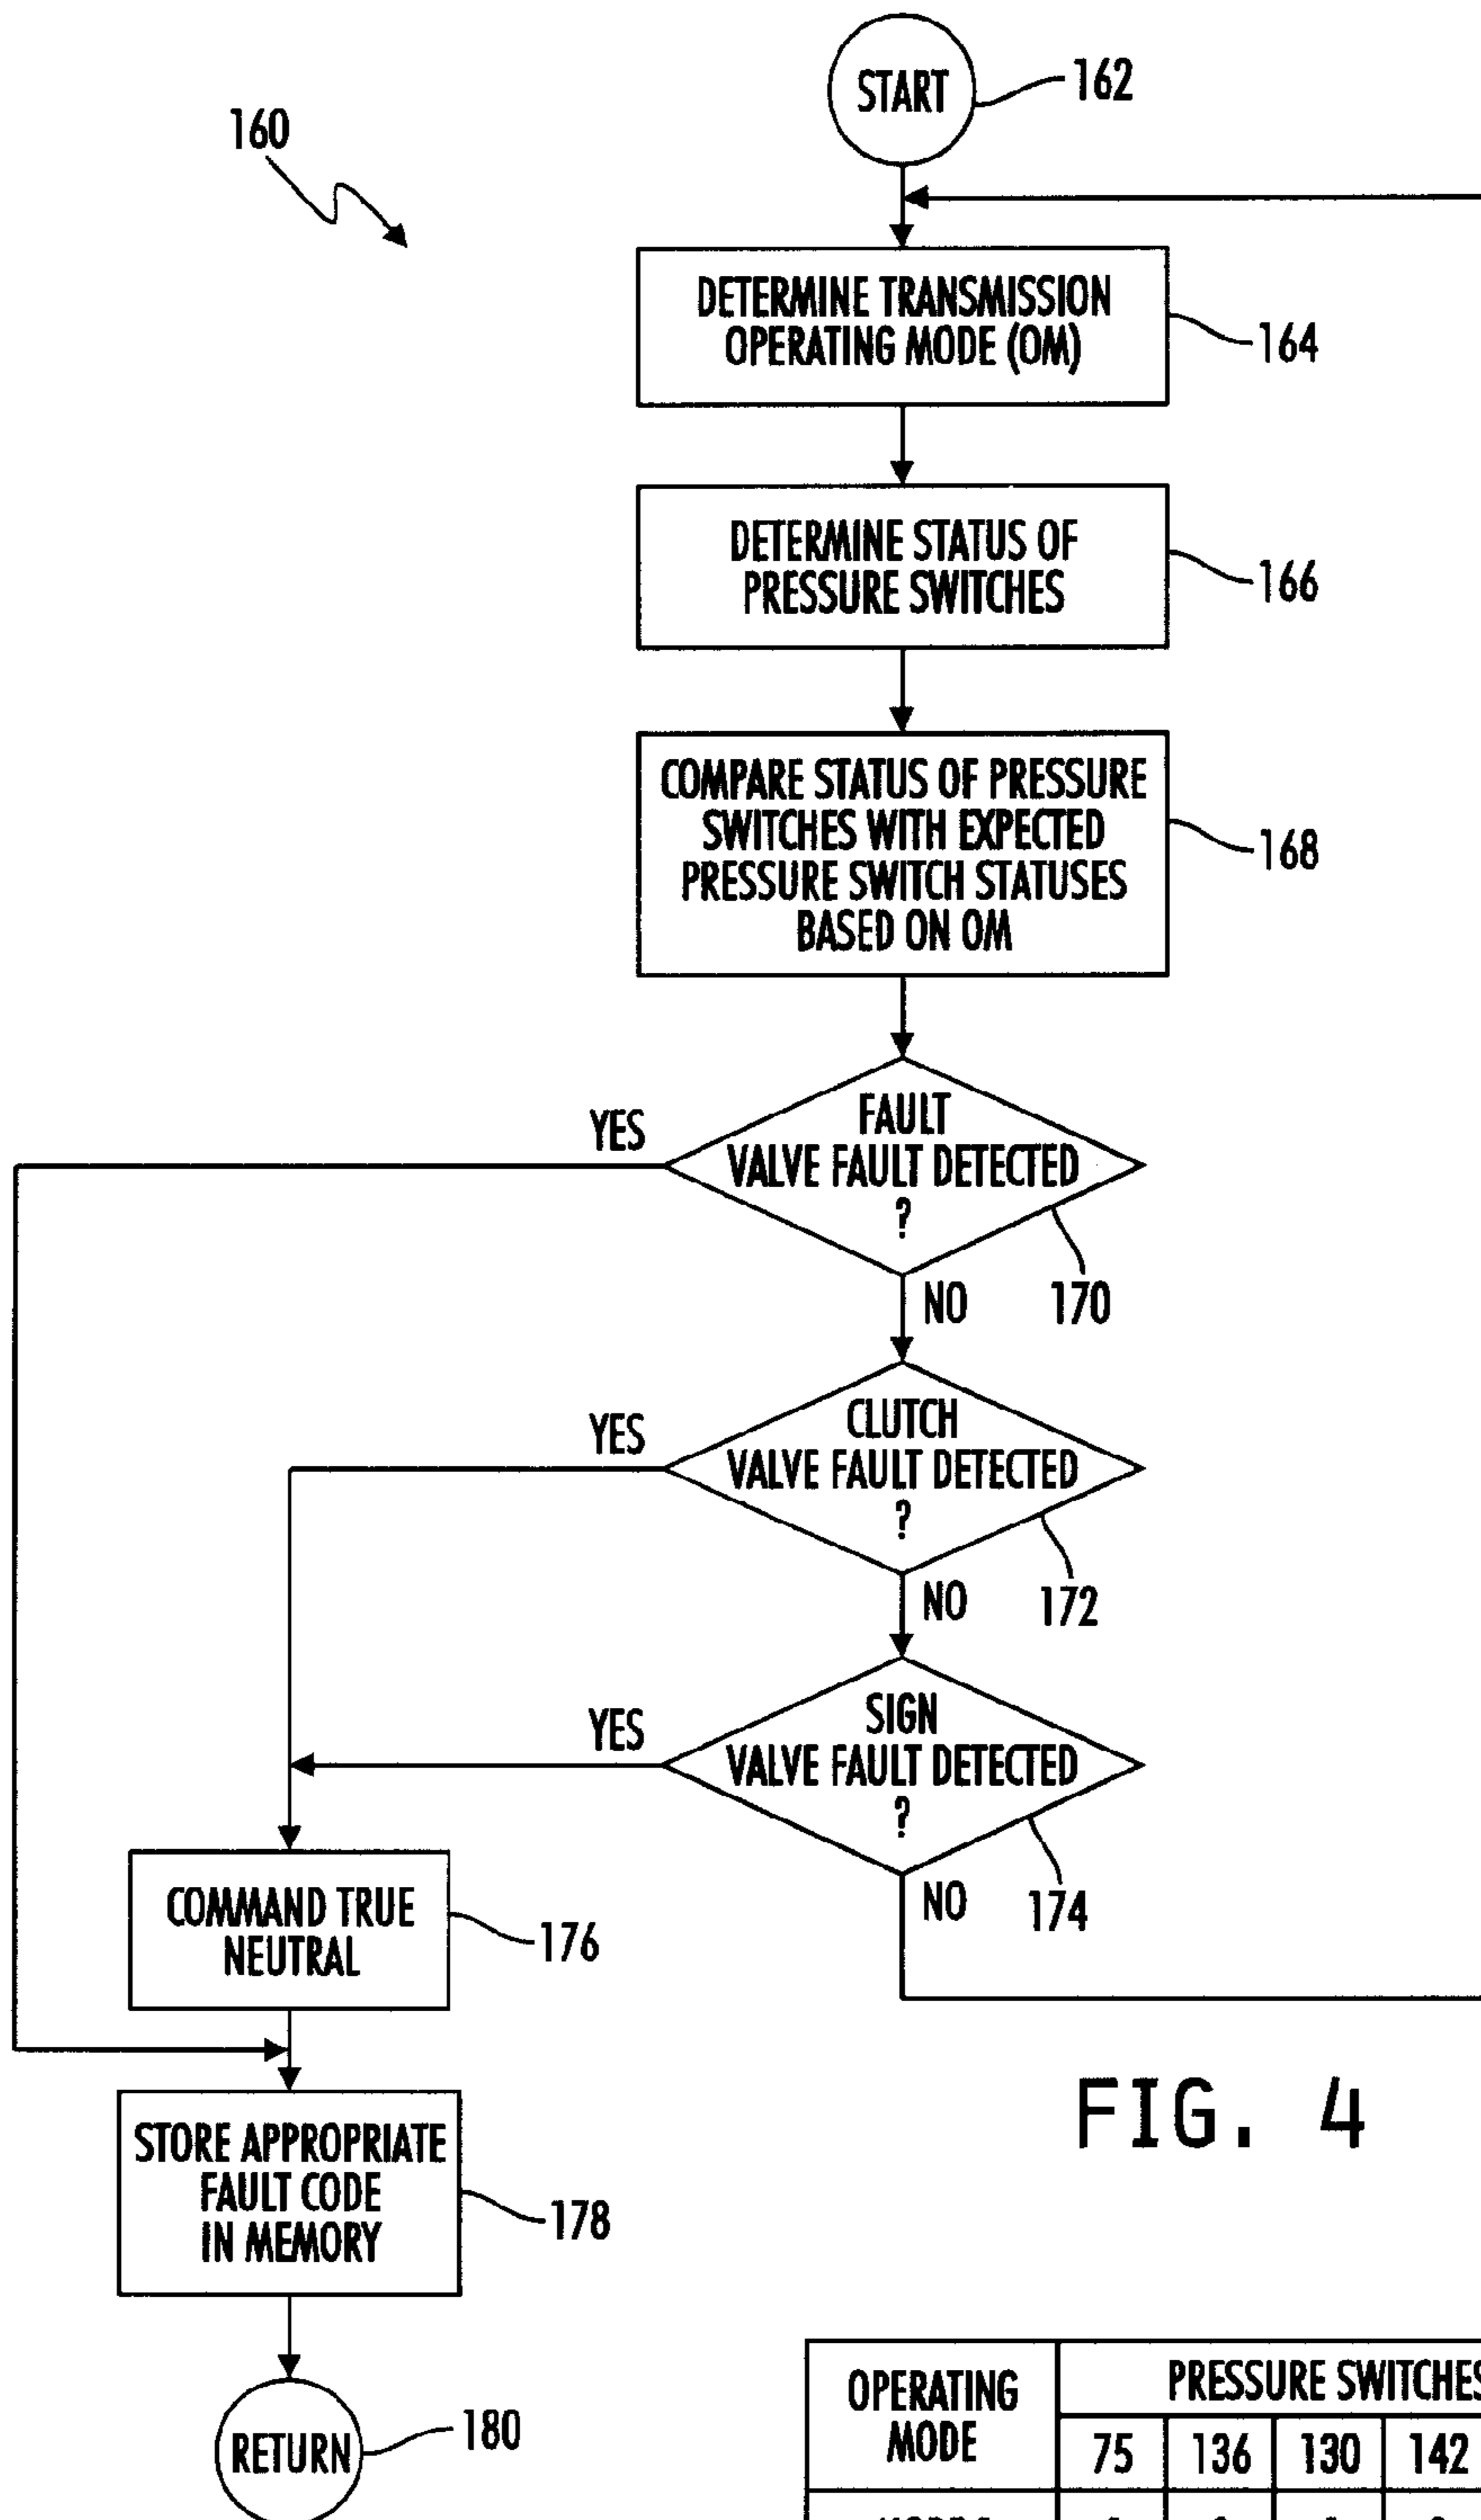 START
162
160
DETERMINE TRANSMISSION
OPERATING MODE (OM)
164
DETERMINE STATUS OF
PRESSURE SWITCHES
166
COMPARE STATUS OF PRESSURE
SWITCHES WITH EXPECTED
PRESSURE SWITCH STATUSES
BASED ON OM
168
YES
FAULT
VALVE FAULT DETECTED
?
NO
170
YES
CLUTCH
VALVE FAULT DETECTED
?
NO
172
YES
SIGN
VALVE FAULT DETECTED
?
NO
174
COMMAND TRUE
NEUTRAL
176
STORE APPROPRIATE
FAULT CODE
IN MEMORY
178
RETURN
180
FIG. 4
OPERATING
MODE
PRESSURE SWITCHES
75 136 130 142